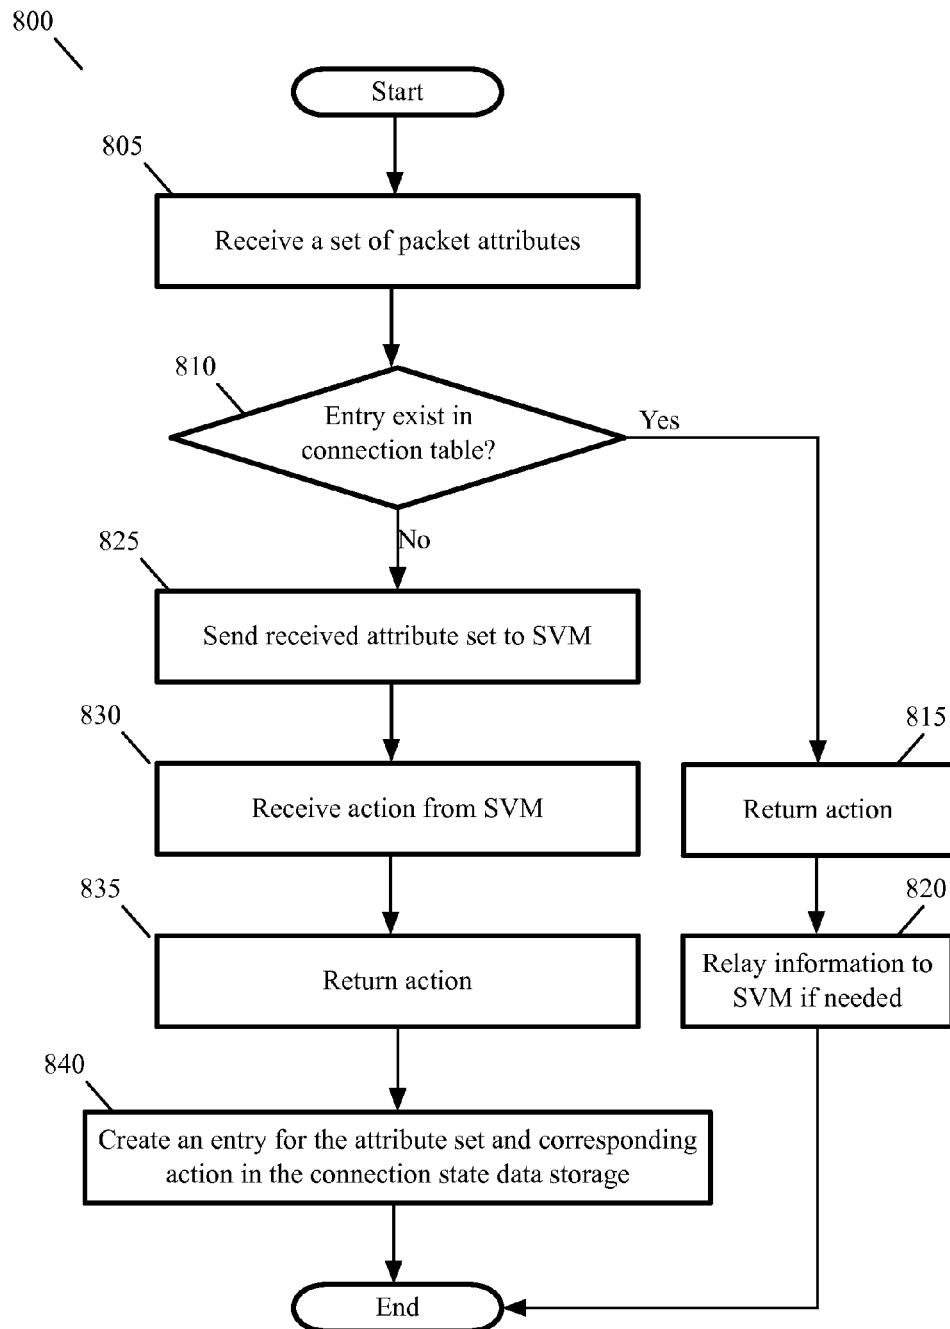 800
Start
805
Receive a set of packet attributes
810
Entry exist in
connection table?
Yes
No
825
Send received attribute set to SVM
830
Receive action from SVM
815
Return action
835
Return action
820
Relay information to
SVM if needed
840
Create an entry for the attribute set and corresponding
action in the connection state data storage
End